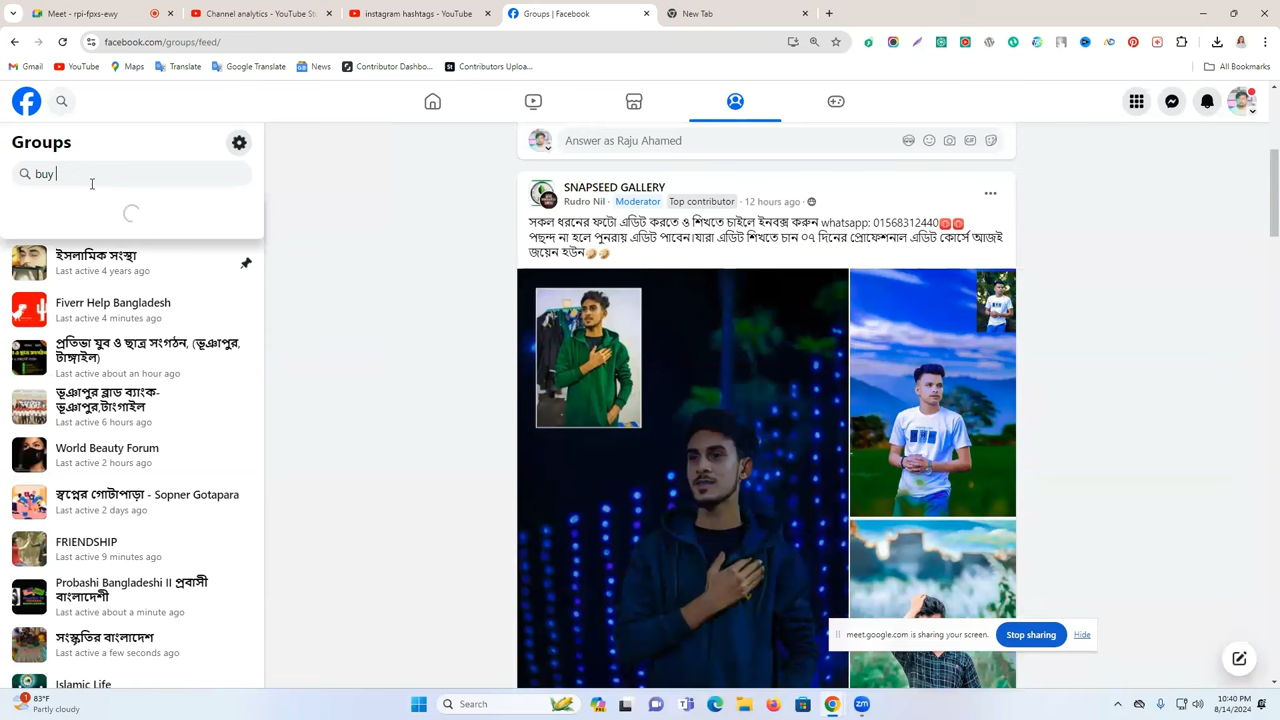 Meet - rst
Channel analytics - YouTube St
instagram hashtags - YouTube
Groups | Facebook
New Tab
facebook.com/groups/feed/
Gmail
YouTube
Maps
Translate
Google Translate
News
Contributor Dashbo...
Contributors Uploa...
All Bookmarks
Groups
buy
ইসলামিক সংস্থা
Last active 4 years ago
Fiverr Help Bangladesh
Last active 4 minutes ago
প্রতিভা যুব ও ছাত্র সংগঠন, (ভূঞাপুর,
টাঙ্গাইল)
Last active about an hour ago
ভূঞাপুর ব্লাড ব্যাংক-
ভূঞাপুর,টাংগাইল
Last active 6 hours ago
World Beauty Forum
Last active 2 hours ago
স্বপ্নের গোটাপাড়া - Sopner Gotapara
Last active 2 days ago
FRIENDSHIP
Last active 9 minutes ago
Probashi Bangladeshi II প্রবাসী
বাংলাদেশী
Last active about a minute ago
সংস্কৃতির বাংলাদেশ
Last active a few seconds ago
Islamic Life
Answer as Raju Ahamed
SNAPSEED GALLERY
Rudro Nil · Moderator Top contributor · 12 hours ago ·
সকল ধরনের ফটো এডিট করতে ও শিখতে চাইলে ইনবক্স করুন whatsapp: 01568312440
পছন্দ না হলে পুনরায় এডিট পাবেন।যারা এডিট শিখতে চান ০৭ দিনের প্রোফেশনাল এডিট কোর্সে আজই
জয়েন হউন
meet.google.com is sharing your screen.
Stop sharing
Hide
1
83°F
Partly cloudy
Search
10:40 PM
8/14/2024